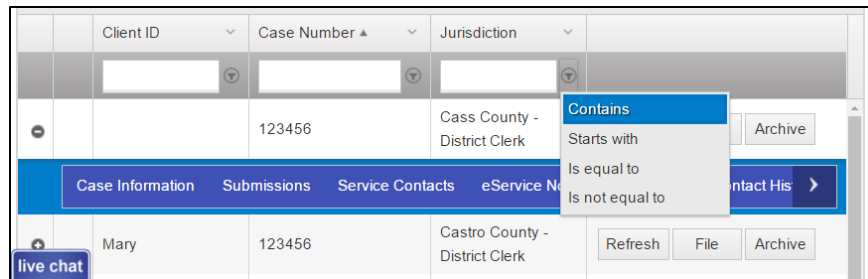 Client ID Case Number ▲ Jurisdiction
Contains
123456 Cass County - District Clerk Archive
Starts with
Is equal to
Is not equal to
Case Information Submissions Service Contacts eService No ntact His
Mary 123456 Castro County - District Clerk Refresh File Archive
live chat